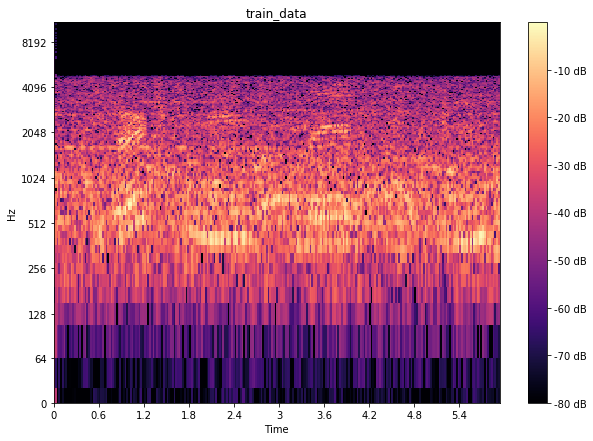 train_data
8192
4096
2048
1024
512
256
128
64
0
Hz
0 0.6 1.2 1.8 2.4 3 3.6 4.2 4.8 5.4
Time
-10 dB
-20 dB
-30 dB
-40 dB
-50 dB
-60 dB
-70 dB
-80 dB